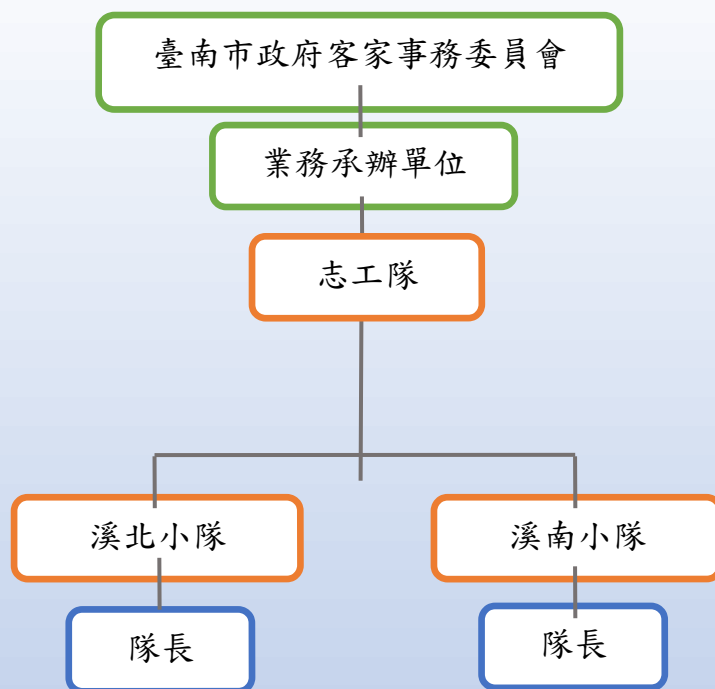 臺南市政府客家事務委員會
業務承辦單位
志工隊
溪北小隊
溪南小隊
隊長
隊長